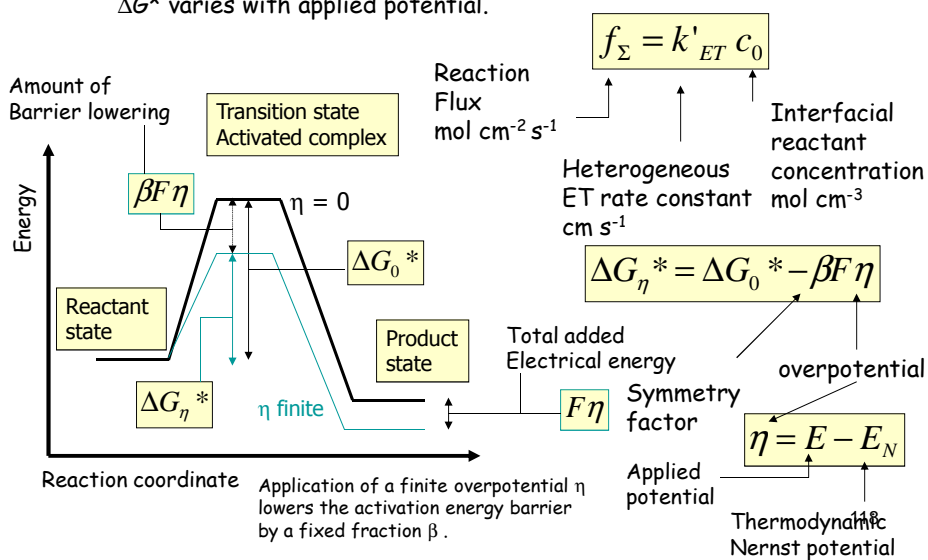 ΔG* varies with applied potential.
f_Σ = k'_ET c_0
Amount of
Barrier lowering
Transition state
Activated complex
Reaction
Flux
mol cm-2 s-1
Interfacial
reactant
concentration
mol cm-3
Heterogeneous
ET rate constant
cm s-1
Energy
βFη
η = 0
ΔG_0 *
ΔG_η * = ΔG_0 * − βFη
Reactant
state
Product
state
Total added
Electrical energy
ΔG_η *
η finite
Fη
Symmetry
factor
overpotential
η = E − E_N
Reaction coordinate
Application of a finite overpotential η
lowers the activation energy barrier
by a fixed fraction β .
Applied
potential
118
Thermodynamic
Nernst potential